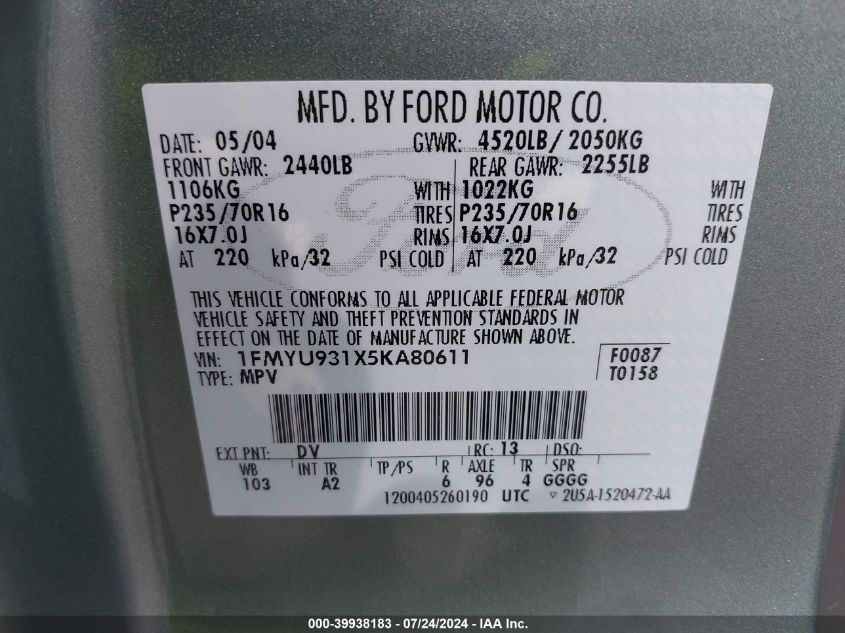 MFD. BY FORD MOTOR CO.
DATE: 05/04 GVWR: 4520LB/ 2050KG
FRONT GAWR: 2440LB REAR GAWR: 2255LB
1106KG WITH 1022KG WITH
P235/70R16 TIRES P235/70R16 TIRES
16X7.0J RIMS 16X7.0J RIMS
AT 220 kPa/32 PSI COLD AT 220 kPa/32 PSI COLD
Ford
THIS VEHICLE CONFORMS TO ALL APPLICABLE FEDERAL MOTOR
VEHICLE SAFETY AND THEFT PREVENTION STANDARDS IN
EFFECT ON THE DATE OF MANUFACTURE SHOWN ABOVE.
VIN: 1FMYU931X5KA80611 F0087
TYPE: MPV T0158
EXT PNT: DV RC: 13 DSO:
WB INT TR TP/PS R AXLE TR SPR
103 A2 6 96 4 GGGG
1200405260190 UTC ▽ 2U5A-1520472-AA
000-39938183 - 07/24/2024 - IAA Inc.